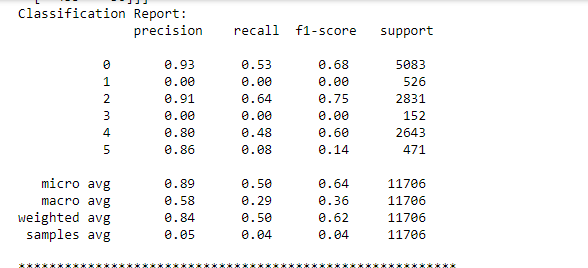 Classification Report:
precision recall f1-score support
0 0.93 0.53 0.68 5083
1 0.00 0.00 0.00 526
2 0.91 0.64 0.75 2831
3 0.00 0.00 0.00 152
4 0.80 0.48 0.60 2643
5 0.86 0.08 0.14 471
micro avg 0.89 0.50 0.64 11706
macro avg 0.58 0.29 0.36 11706
weighted avg 0.84 0.50 0.62 11706
samples avg 0.05 0.04 0.04 11706
*********************************************************